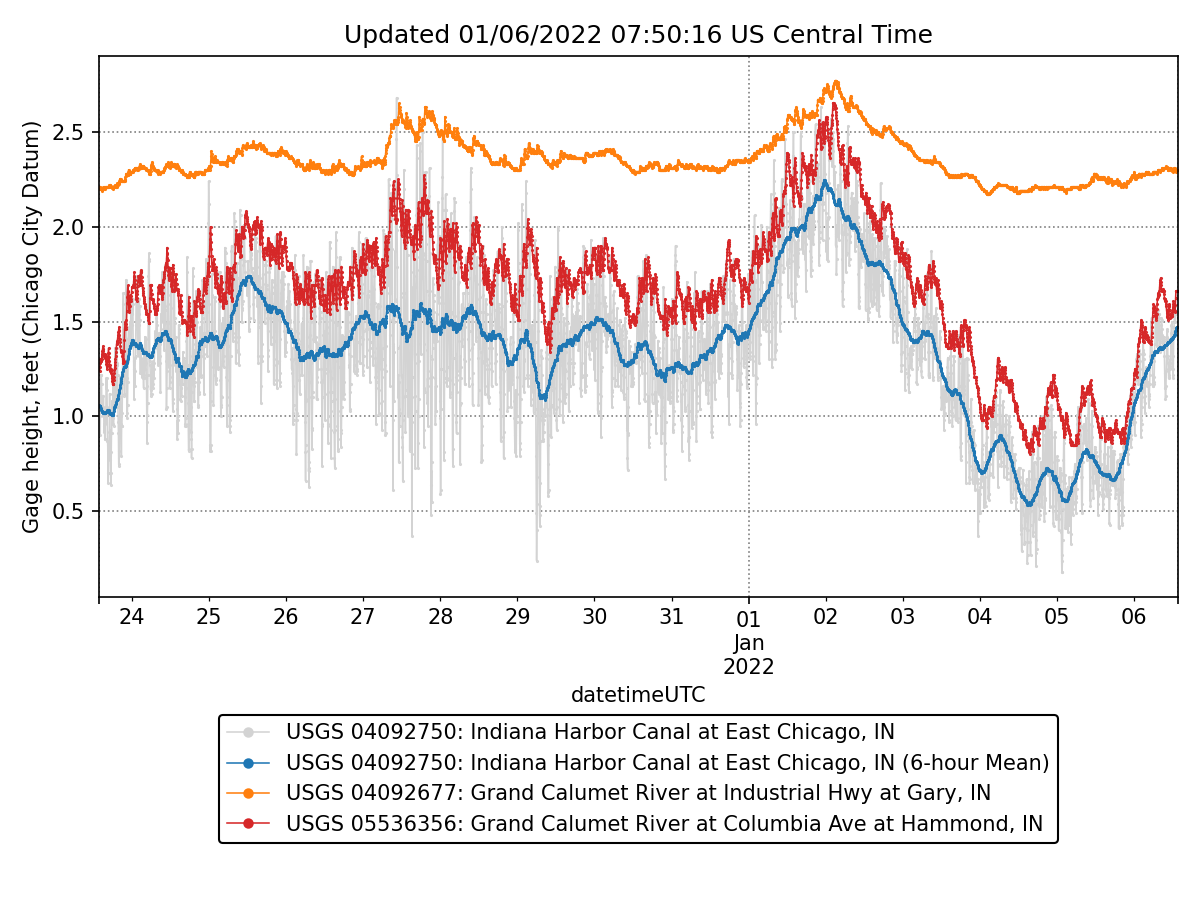 Updated 01/06/2022 07:50:16 US Central Time
Gage height, feet (Chicago City Datum)
2.5
2.0
1.5
1.0
0.5
24 25 26 27 28 29 30 31 01 02 03 04 05 06
Jan
2022
datetimeUTC
USGS 04092750: Indiana Harbor Canal at East Chicago, IN
USGS 04092750: Indiana Harbor Canal at East Chicago, IN (6-hour Mean)
USGS 04092677: Grand Calumet River at Industrial Hwy at Gary, IN
USGS 05536356: Grand Calumet River at Columbia Ave at Hammond, IN